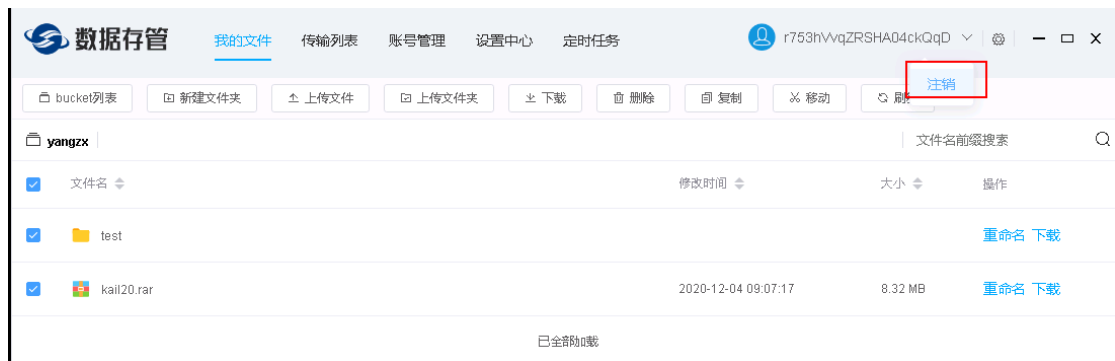 数据存管 我的文件 传输列表 账号管理 设置中心 定时任务 r753hVvqZRSHA04ckQqD
注销
bucket列表 新建文件夹 上传文件 上传文件夹 下载 删除 复制 移动
yangzx 文件名前缀搜索
文件名 修改时间 大小 操作
test 重命名 下载
kail20.rar 2020-12-04 09:07:17 8.32 MB 重命名 下载
已全部加载